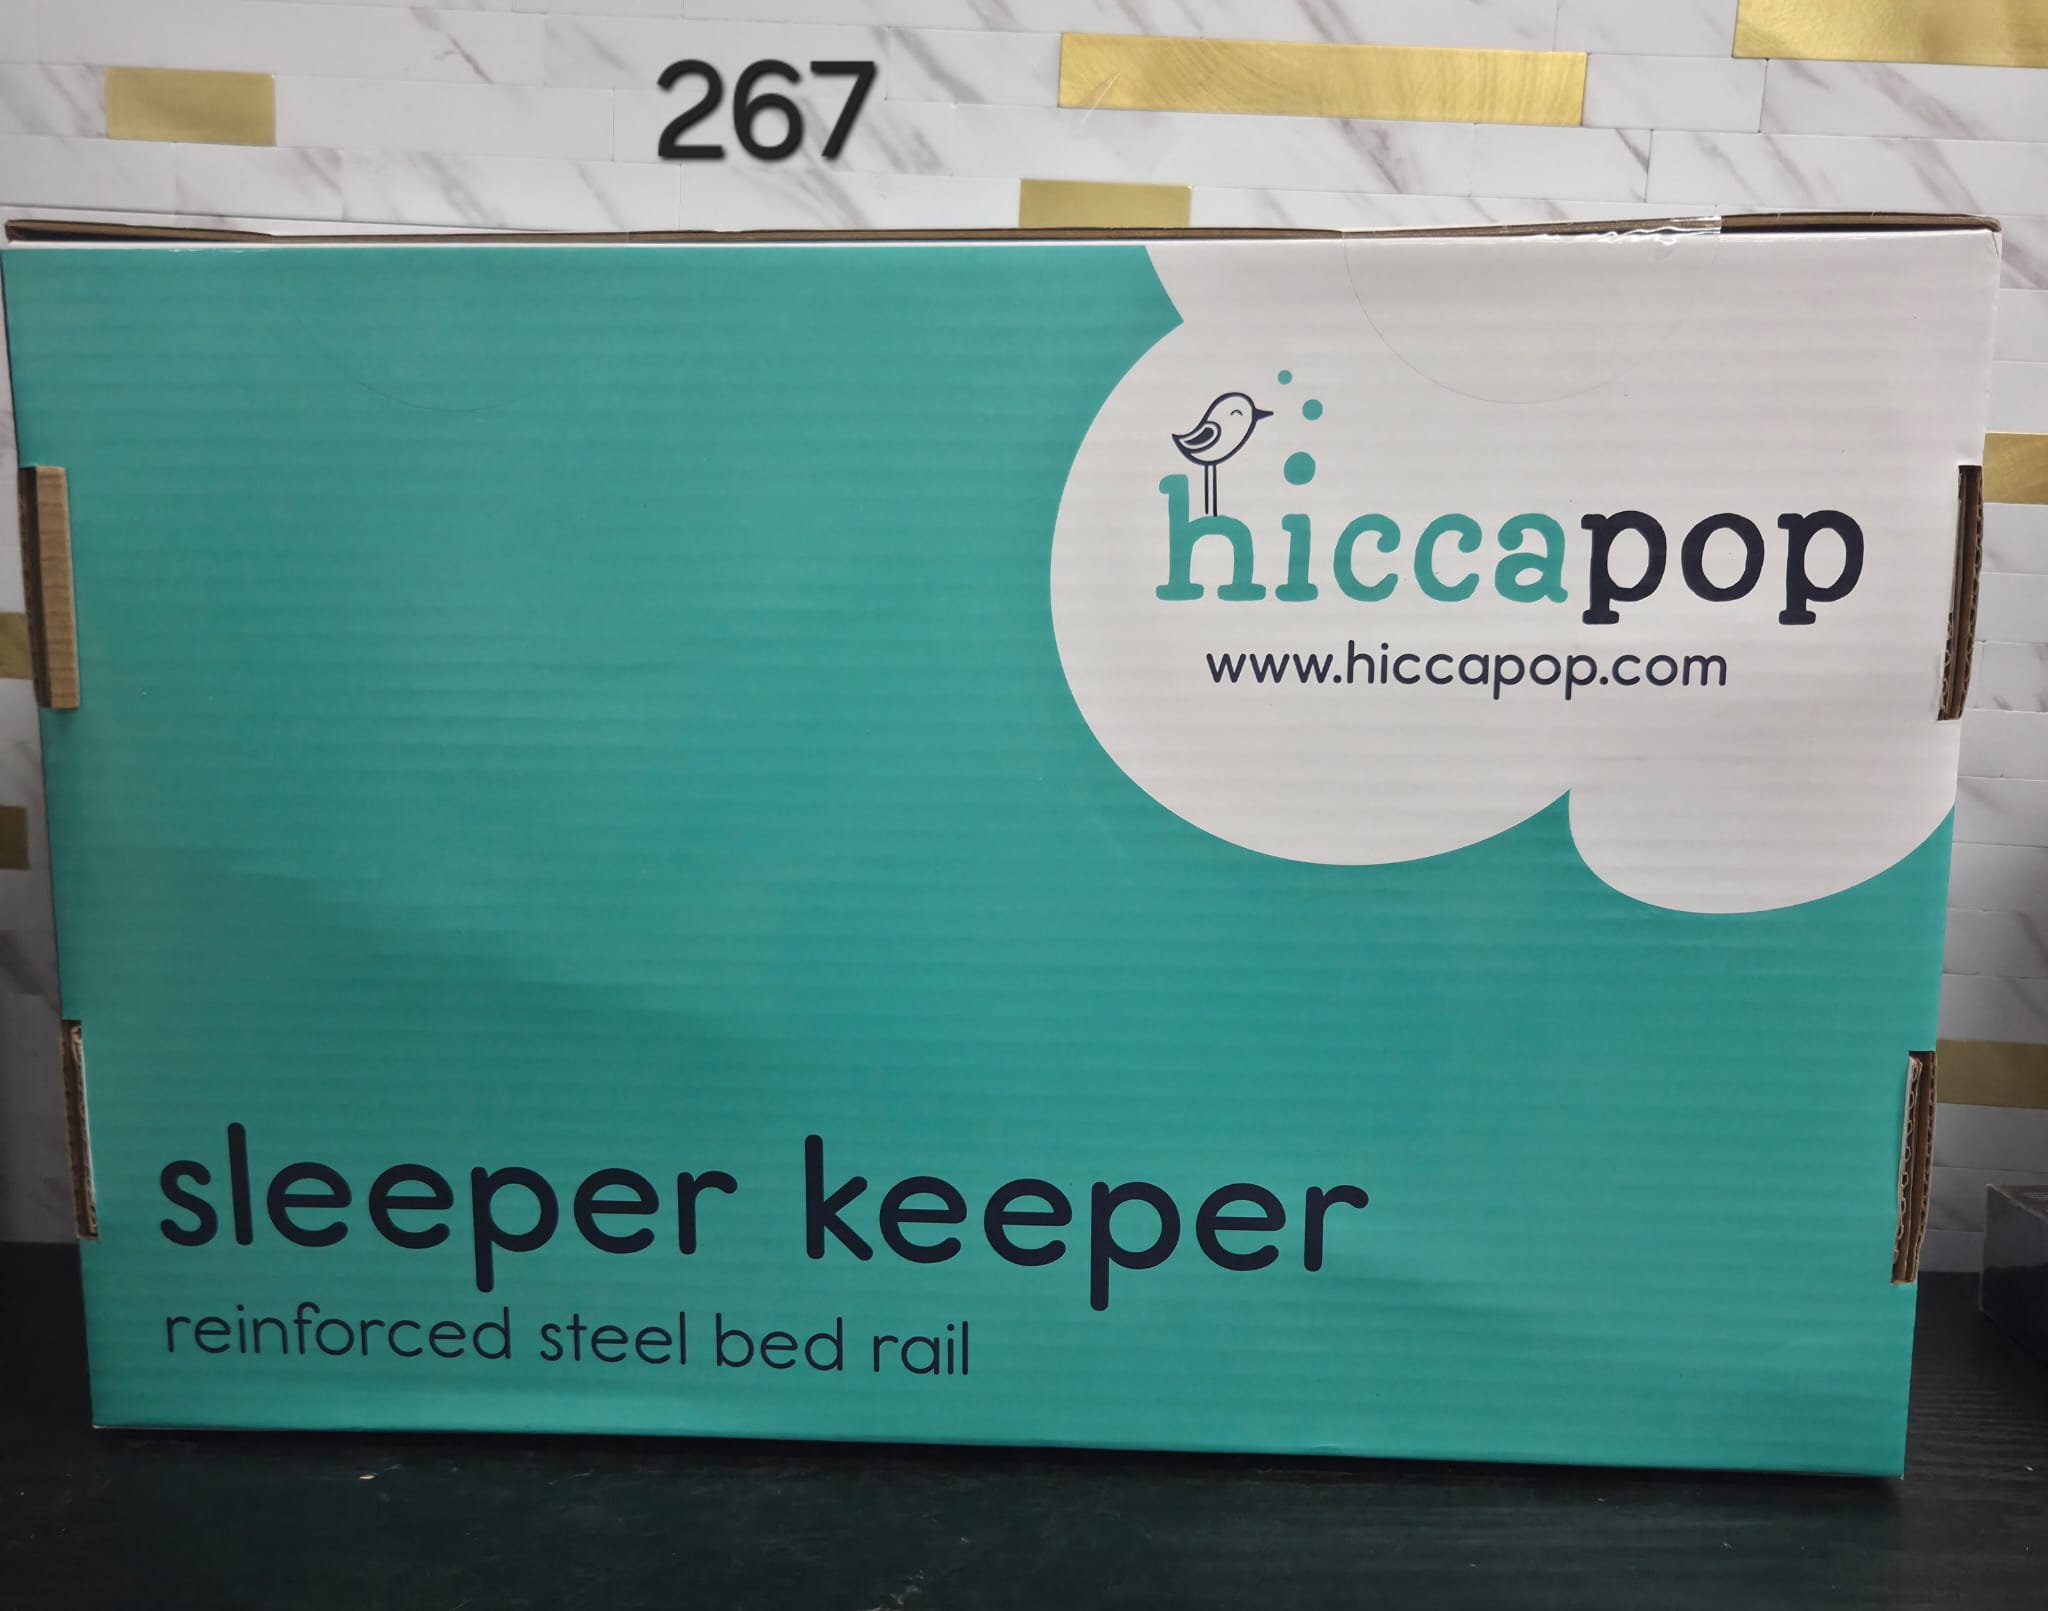 267
hiccapop
www.hiccapop.com
sleeper keeper
reinforced steel bed rail